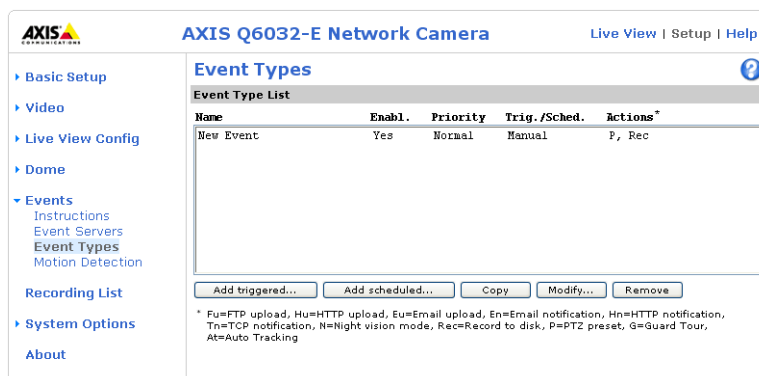 AXIS
COMMUNICATIONS
AXIS Q6032-E Network Camera
Live View | Setup | Help
Basic Setup
Video
Live View Config
Dome
Events
Instructions
Event Servers
Event Types
Motion Detection
Recording List
System Options
About
Event Types
?
Event Type List
Name Enabl. Priority Trig./Sched. Actions*
New Event Yes Normal Manual P, Rec
Add triggered... Add scheduled... Copy Modify... Remove
* Fu=FTP upload, Hu=HTTP upload, Eu=Email upload, En=Email notification, Hn=HTTP notification,
Tn=TCP notification, N=Night vision mode, Rec=Record to disk, P=PTZ preset, G=Guard Tour,
At=Auto Tracking